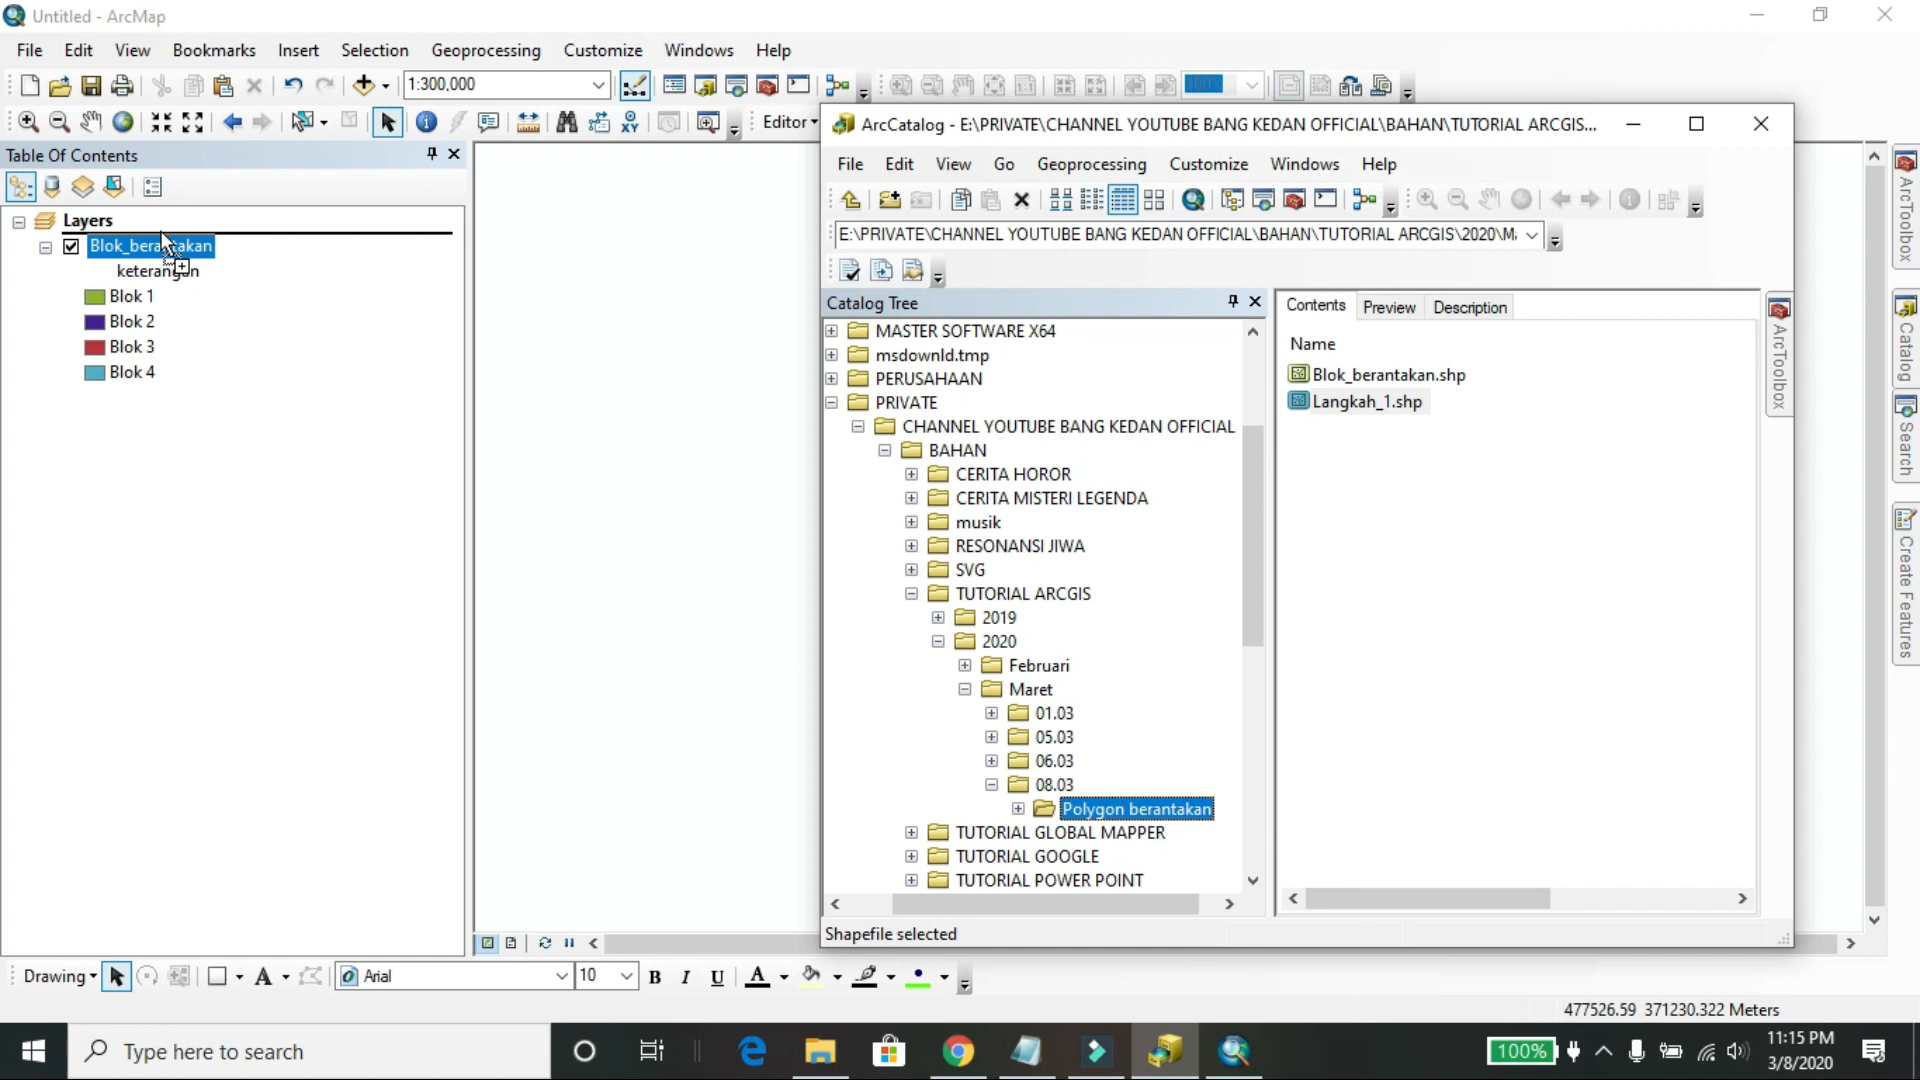 Untitled - ArcMap
File Edit View Bookmarks Insert Selection Geoprocessing Customize Windows Help
1:300,000
Editor
Table Of Contents
Layers
Blok_berantakan
keterangan
Blok 1
Blok 2
Blok 3
Blok 4
ArcCatalog - E:\PRIVATE\CHANNEL YOUTUBE BANG KEDAN OFFICIAL\BAHAN\TUTORIAL ARCGIS...
File Edit View Go Geoprocessing Customize Windows Help
E:\PRIVATE\CHANNEL YOUTUBE BANG KEDAN OFFICIAL\BAHAN\TUTORIAL ARCGIS\2020\M
Catalog Tree
MASTER SOFTWARE X64
msdownld.tmp
PERUSAHAAN
PRIVATE
CHANNEL YOUTUBE BANG KEDAN OFFICIAL
BAHAN
CERITA HOROR
CERITA MISTERI LEGENDA
musik
RESONANSI JIWA
SVG
TUTORIAL ARCGIS
2019
2020
Februari
Maret
01.03
05.03
06.03
08.03
Polygon berantakan
TUTORIAL GLOBAL MAPPER
TUTORIAL GOOGLE
TUTORIAL POWER POINT
Contents Preview Description
Name
Blok_berantakan.shp
Langkah_1.shp
ArcToolbox
Shapefile selected
ArcToolbox
Catalog
Search
Create Features
Drawing
Arial
10
B I U A
477526.59 371230.322 Meters
Type here to search
100%
11:15 PM
3/8/2020